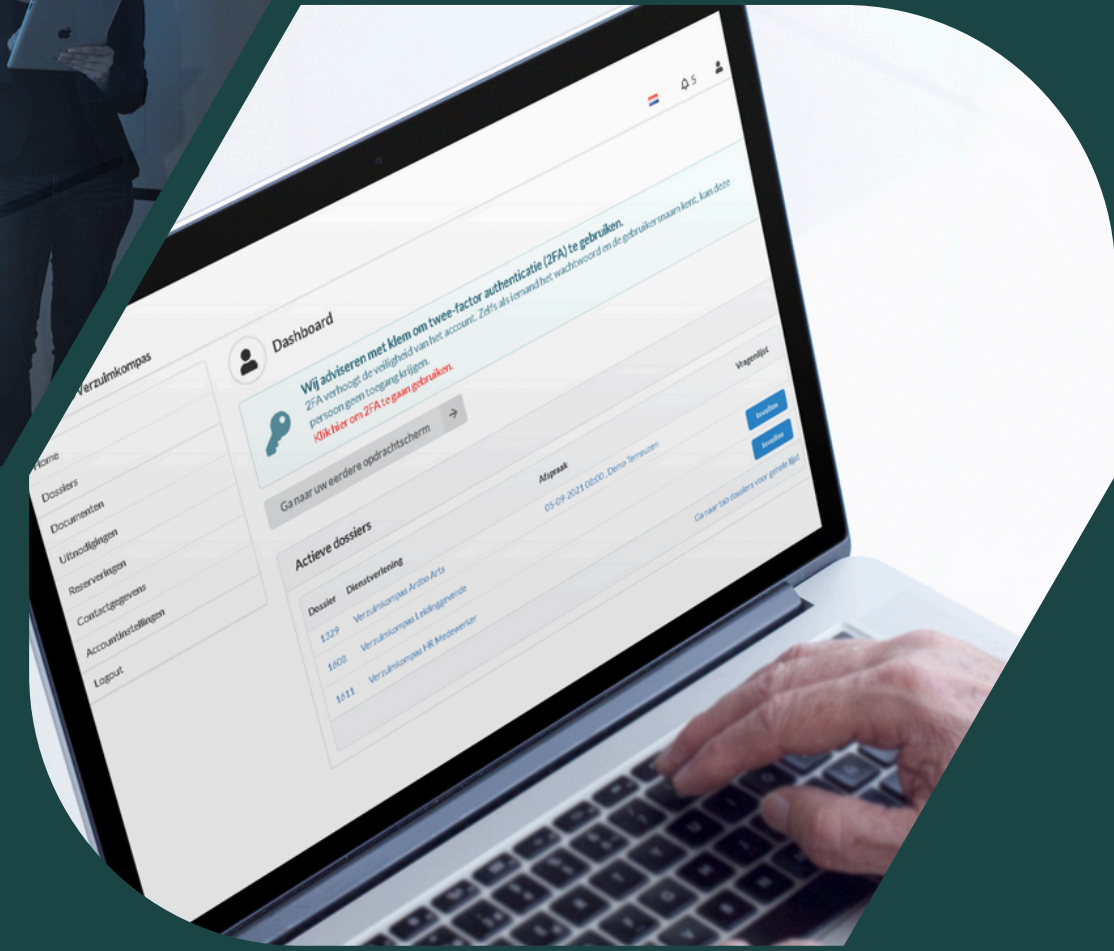 5
Verzuimkompas
Home
Dossiers
Documenten
Uitnodigingen
Reserveringen
Contactgegevens
Accountinstellingen
Logout
Dashboard
Wij adviseren met klem om twee-factor authenticatie (2FA) te gebruiken.
2FA verhoogt de veiligheid van het account. Zelfs als iemand het wachtwoord en de gebruikersnaam kent, kan deze
persoon geen toegang krijgen.
Klik hier om 2FA te gaan gebruiken.
Ga naar uw eerdere opdrachtscherm
Actieve dossiers
Dossier Dienstverlening Afspraak Vragenlijst
1329 Verzuimkompas Arobo Arts 05-09-2021 08:00 , Demo Terneuzen Invullen
1608 Verzuimkompas Leidinggevende Invullen
1611 Verzuimkompas HR Medewerker
Ga naar tab dossiers voor gehele lijst